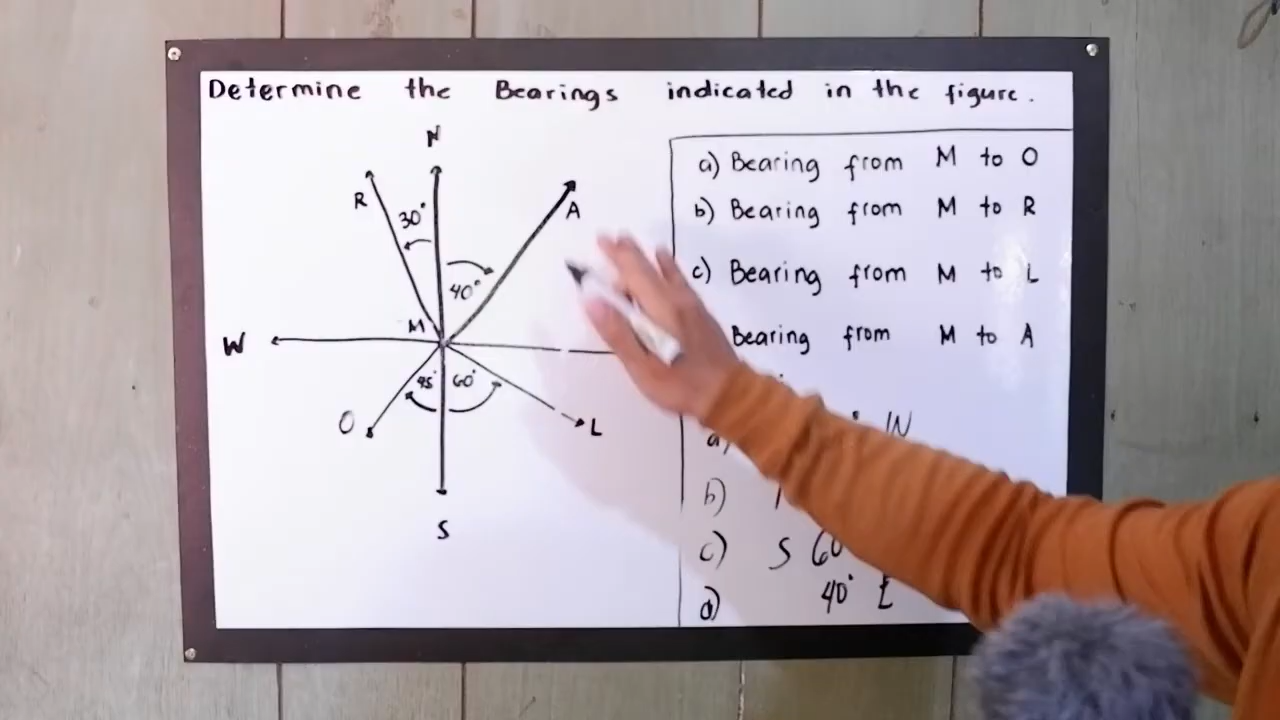 Determine the Bearings indicated in the figure.
N
R
30°
A
40°
M
W
45° 60°
O
L
S
a) Bearing from M to O
b) Bearing from M to R
c) Bearing from M to L
Bearing from M to A
a) W
b)
c) S 60
d) 40° E